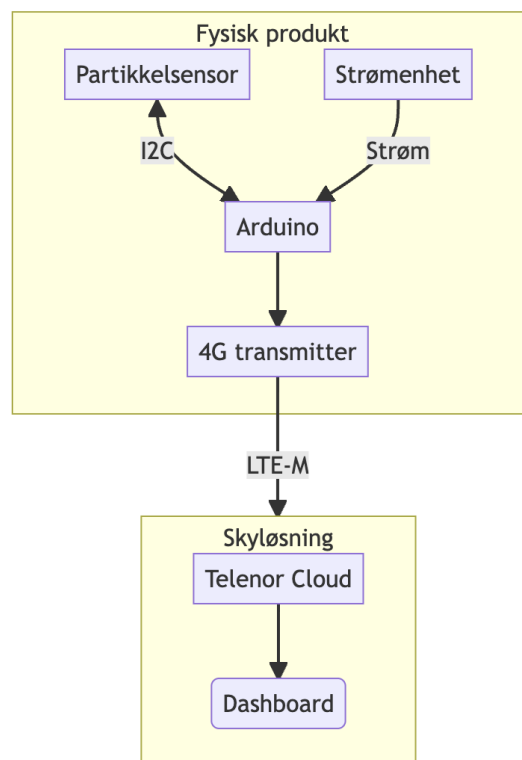 Fysisk produkt
Partikkelsensor
Strømenhet
I2C
Strøm
Arduino
4G transmitter
LTE-M
Skyløsning
Telenor Cloud
Dashboard